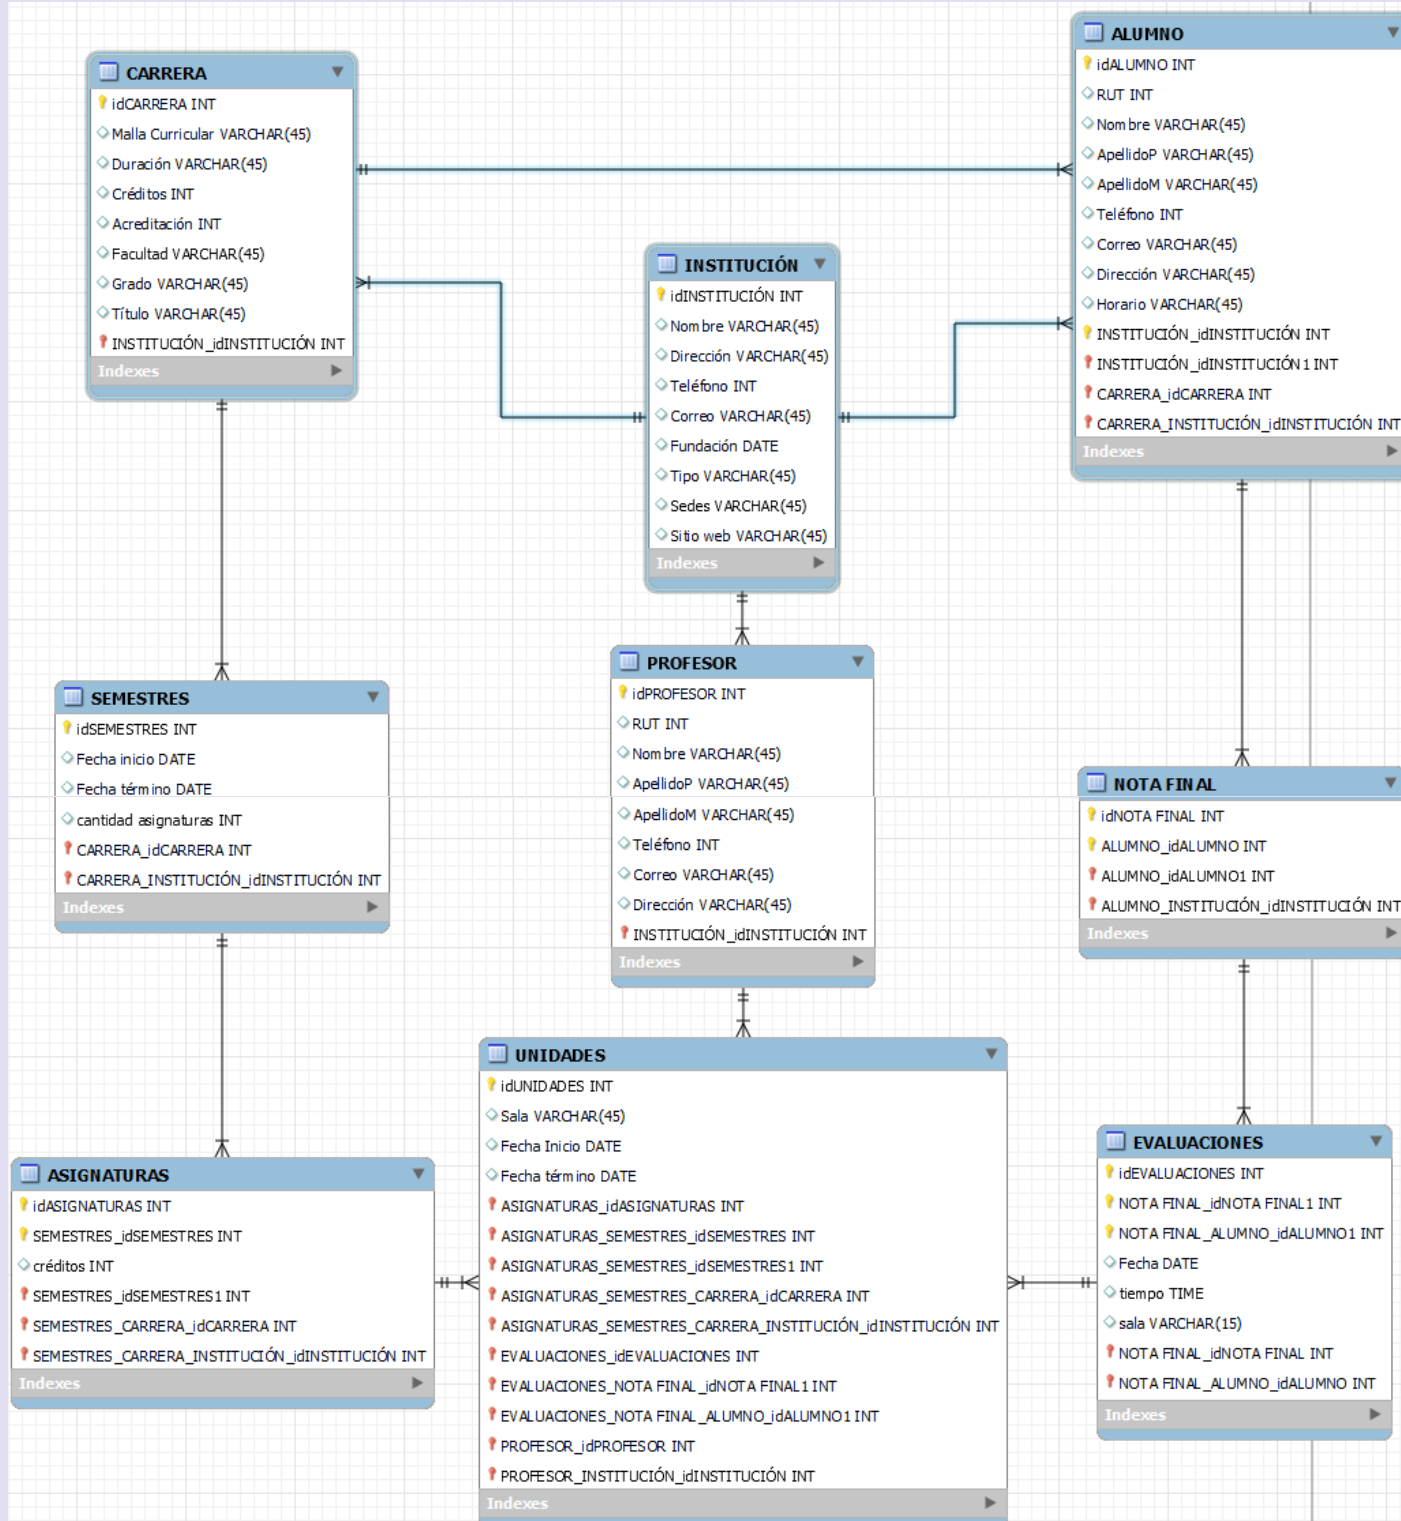 CARRERA
idCARRERA INT
Malla Curricular VARCHAR(45)
Duración VARCHAR(45)
Créditos INT
Acreditación INT
Facultad VARCHAR(45)
Grado VARCHAR(45)
Título VARCHAR(45)
INSTITUCIÓN_idINSTITUCIÓN INT
Indexes
ALUMNO
idALUMNO INT
RUT INT
Nombre VARCHAR(45)
ApellidoP VARCHAR(45)
ApellidoM VARCHAR(45)
Teléfono INT
Correo VARCHAR(45)
Dirección VARCHAR(45)
Horario VARCHAR(45)
INSTITUCIÓN_idINSTITUCIÓN INT
INSTITUCIÓN_idINSTITUCIÓN1 INT
CARRERA_idCARRERA INT
CARRERA_INSTITUCIÓN_idINSTITUCIÓN INT
Indexes
INSTITUCIÓN
idINSTITUCIÓN INT
Nombre VARCHAR(45)
Dirección VARCHAR(45)
Teléfono INT
Correo VARCHAR(45)
Fundación DATE
Tipo VARCHAR(45)
Sedes VARCHAR(45)
Sitio web VARCHAR(45)
Indexes
SEMESTRES
idSEMESTRES INT
Fecha inicio DATE
Fecha término DATE
cantidad asignaturas INT
CARRERA_idCARRERA INT
CARRERA_INSTITUCIÓN_idINSTITUCIÓN INT
Indexes
PROFESOR
idPROFESOR INT
RUT INT
Nombre VARCHAR(45)
ApellidoP VARCHAR(45)
ApellidoM VARCHAR(45)
Teléfono INT
Correo VARCHAR(45)
Dirección VARCHAR(45)
INSTITUCIÓN_idINSTITUCIÓN INT
Indexes
NOTA FINAL
idNOTA FINAL INT
ALUMNO_idALUMNO INT
ALUMNO_idALUMNO1 INT
ALUMNO_INSTITUCIÓN_idINSTITUCIÓN INT
Indexes
ASIGNATURAS
idASIGNATURAS INT
SEMESTRES_idSEMESTRES INT
créditos INT
SEMESTRES_idSEMESTRES1 INT
SEMESTRES_CARRERA_idCARRERA INT
SEMESTRES_CARRERA_INSTITUCIÓN_idINSTITUCIÓN INT
Indexes
UNIDADES
idUNIDADES INT
Sala VARCHAR(45)
Fecha Inicio DATE
Fecha término DATE
ASIGNATURAS_idASIGNATURAS INT
ASIGNATURAS_SEMESTRES_idSEMESTRES INT
ASIGNATURAS_SEMESTRES_idSEMESTRES1 INT
ASIGNATURAS_SEMESTRES_CARRERA_idCARRERA INT
ASIGNATURAS_SEMESTRES_CARRERA_INSTITUCIÓN_idINSTITUCIÓN INT
EVALUACIONES_idEVALUACIONES INT
EVALUACIONES_NOTA FINAL_idNOTA FINAL1 INT
EVALUACIONES_NOTA FINAL_ALUMNO_idALUMNO1 INT
PROFESOR_idPROFESOR INT
PROFESOR_INSTITUCIÓN_idINSTITUCIÓN INT
Indexes
EVALUACIONES
idEVALUACIONES INT
NOTA FINAL_idNOTA FINAL1 INT
NOTA FINAL_ALUMNO_idALUMNO1 INT
Fecha DATE
tiempo TIME
sala VARCHAR(15)
NOTA FINAL_idNOTA FINAL INT
NOTA FINAL_ALUMNO_idALUMNO INT
Indexes